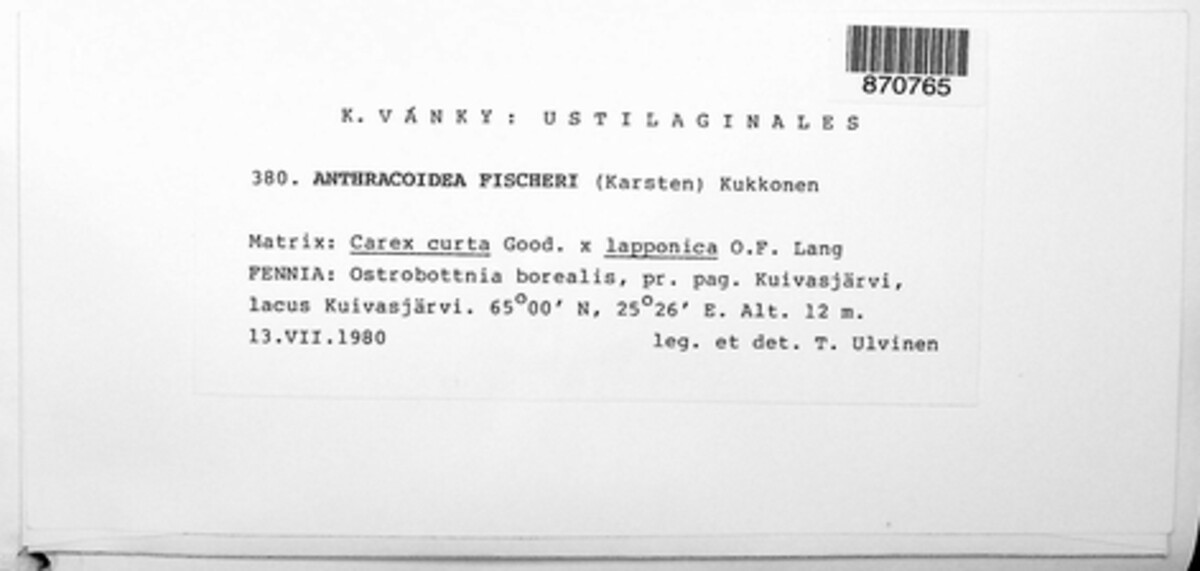 870765
K. VÁNKY: USTILAGINALES
380. ANTHRACOIDEA FISCHERI (Karsten) Kukkonen
Matrix: Carex curta Good. x lapponica O.F. Lang
FENNIA: Ostrobottnia borealis, pr. pag. Kuivasjärvi,
lacus Kuivasjärvi. 65°00' N, 25°26' E. Alt. 12 m.
13.VII.1980 leg. et det. T. Ulvinen